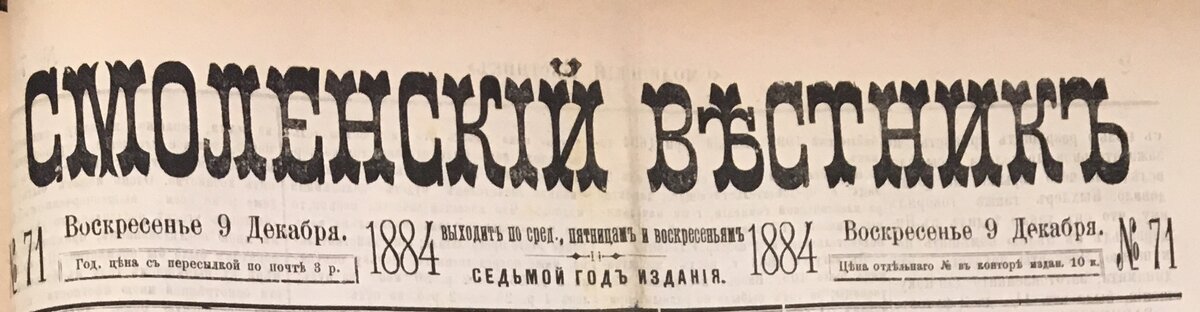 СМОЛЕНСКІЙ ВѢСТНИКЪ
№ 71 Воскресенье 9 Декабря. 1884 ВЫХОДИТЪ ПО СРЕД., ПЯТНИЦАМЪ И ВОСКРЕСЕНЬЯМЪ 1884 Воскресенье 9 Декабря. № 71
Год. цѣна съ пересылкой по почтѣ 3 р. СЕДЬМОЙ ГОДЪ ИЗДАНІЯ. Цѣна отдѣльнаго № въ конторѣ издан. 10 к.